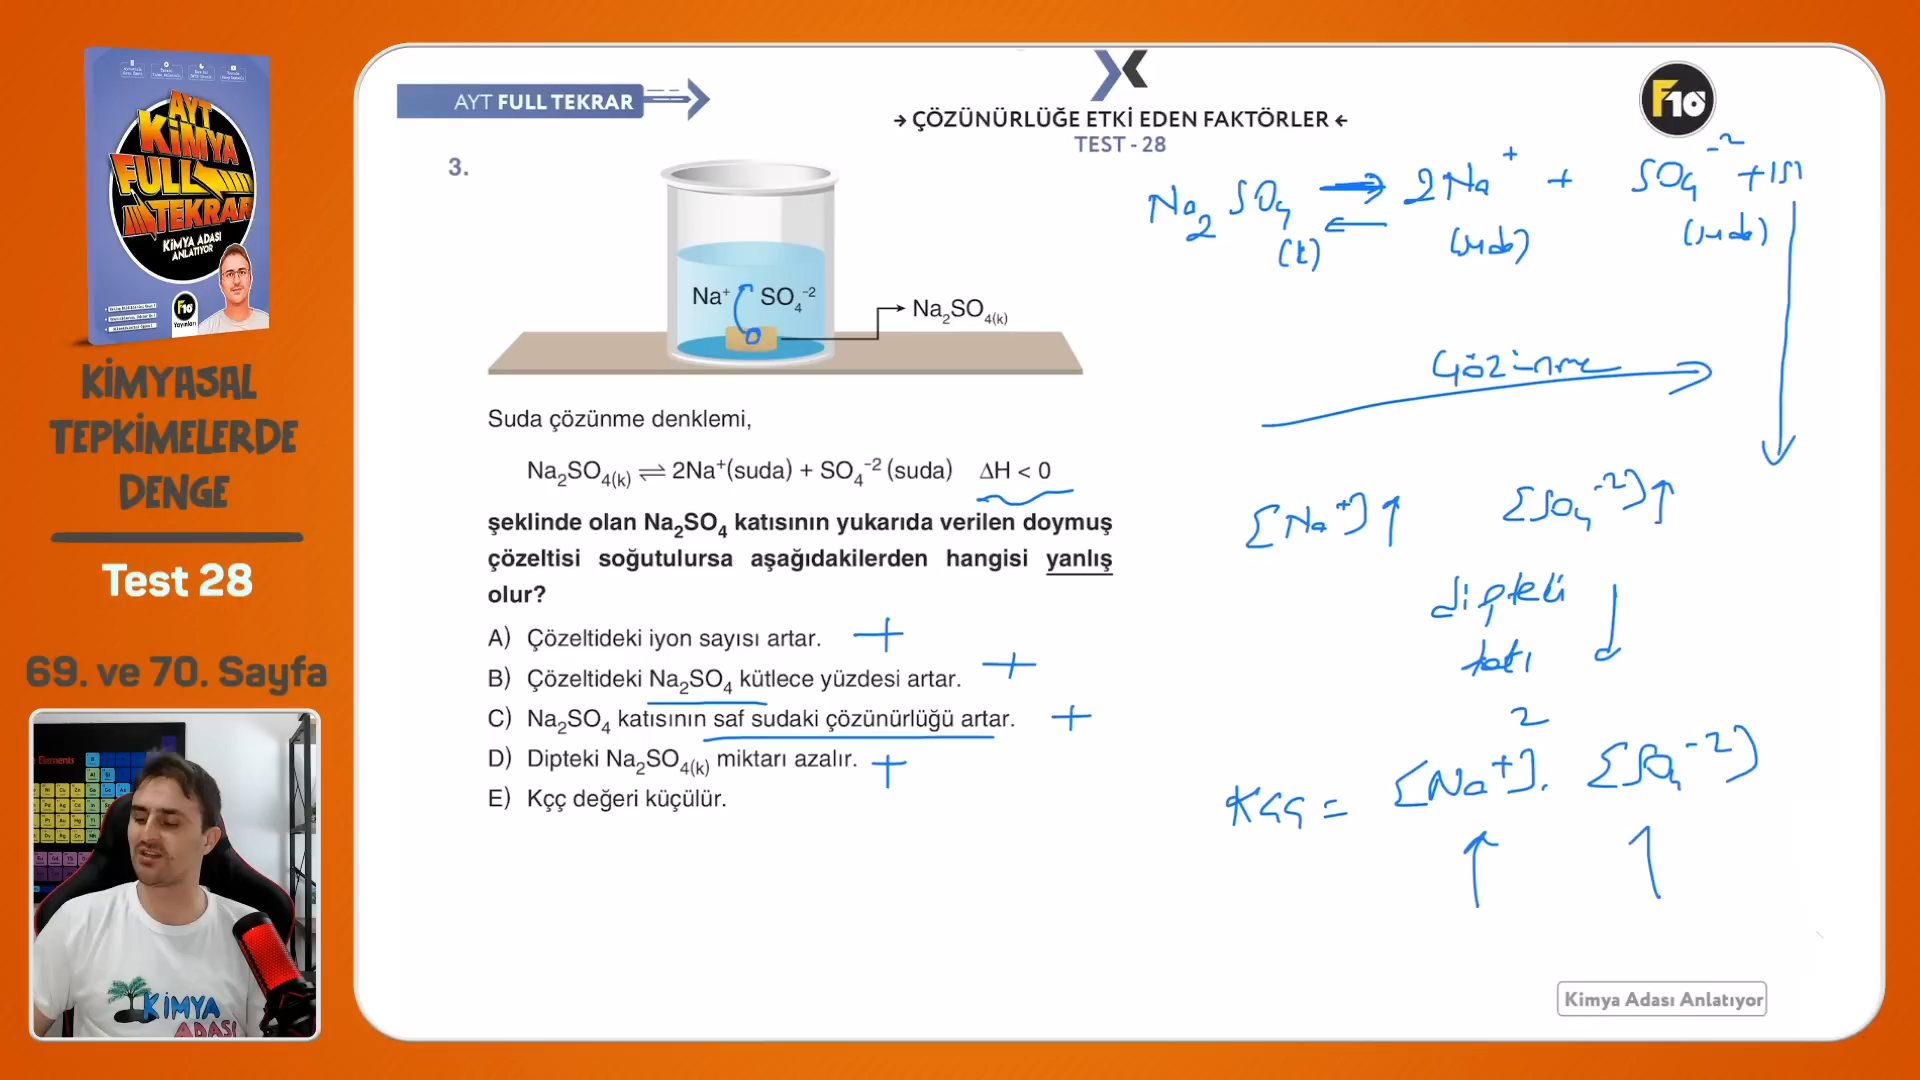 AYT
KİMYA
FULL
TEKRAR
KİMYA ADASI
ANLATIYOR
F10
Yayınları
KİMYASAL
TEPKİMELERDE
DENGE
Test 28
69. ve 70. Sayfa
Elements
KİMYA
ADASI
AYT FULL TEKRAR
→ ÇÖZÜNÜRLÜĞE ETKİ EDEN FAKTÖRLER ←
TEST - 28
F10
3.
Na⁺ SO₄⁻²
Na₂SO₄(k)
Suda çözünme denklemi,
Na₂SO₄(k) ⇌ 2Na⁺(suda) + SO₄⁻² (suda) ΔH < 0
şeklinde olan Na₂SO₄ katısının yukarıda verilen doymuş
çözeltisi soğutulursa aşağıdakilerden hangisi yanlış
olur?
A) Çözeltideki iyon sayısı artar. +
B) Çözeltideki Na₂SO₄ kütlece yüzdesi artar. +
C) Na₂SO₄ katısının saf sudaki çözünürlüğü artar. +
D) Dipteki Na₂SO₄(k) miktarı azalır. +
E) Kçç değeri küçülür.
Na₂SO₄ (k) ⇌ 2Na⁺ (suda) + SO₄⁻² (suda) + ısı
Çözünme
[Na⁺]↑ [SO₄⁻²]↑
dipteki
katı ↓
Kçç = [Na⁺]². [SO₄⁻²]
↑ ↑
Kimya Adası Anlatıyor